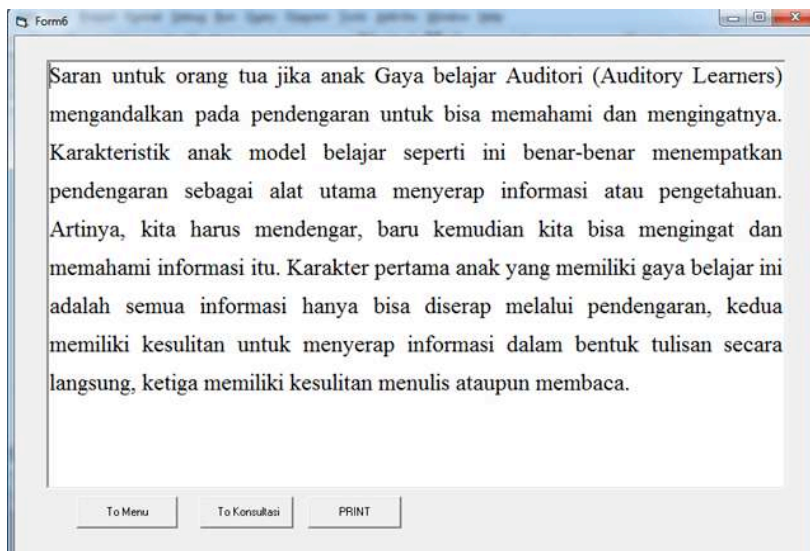 Form6
Saran untuk orang tua jika anak Gaya belajar Auditori (Auditory Learners)
mengandalkan pada pendengaran untuk bisa memahami dan mengingatnya.
Karakteristik anak model belajar seperti ini benar-benar menempatkan
pendengaran sebagai alat utama menyerap informasi atau pengetahuan.
Artinya, kita harus mendengar, baru kemudian kita bisa mengingat dan
memahami informasi itu. Karakter pertama anak yang memiliki gaya belajar ini
adalah semua informasi hanya bisa diserap melalui pendengaran, kedua
memiliki kesulitan untuk menyerap informasi dalam bentuk tulisan secara
langsung, ketiga memiliki kesulitan menulis ataupun membaca.
To Menu To Konsultasi PRINT